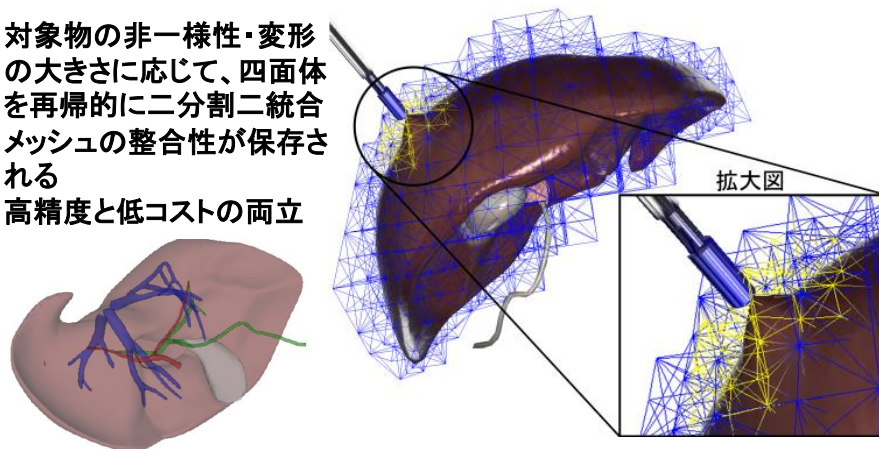 対象物の非一様性・変形
の大きさに応じて、四面体
を再帰的に二分割二統合
メッシュの整合性が保存さ
れる
高精度と低コストの両立
拡大図